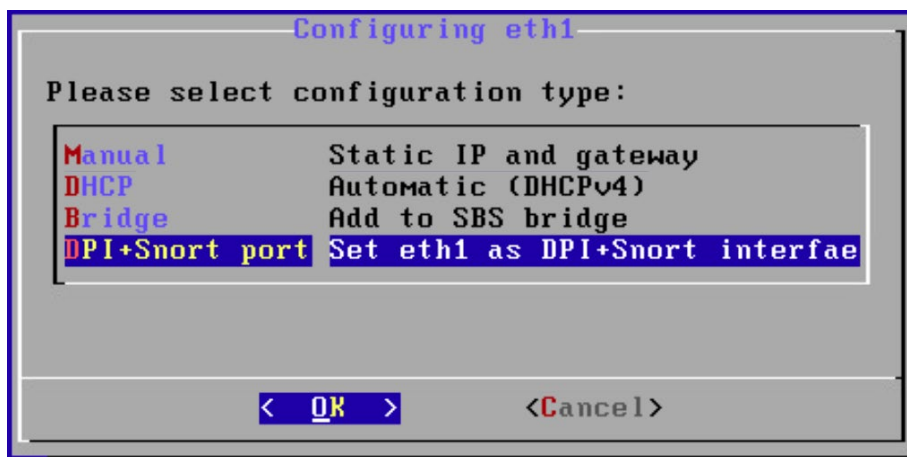 Configuring eth1
Please select configuration type:
Manual Static IP and gateway
DHCP Automatic (DHCPv4)
Bridge Add to SBS bridge
DPI+Snort port Set eth1 as DPI+Snort interfae
< OK > <Cancel>